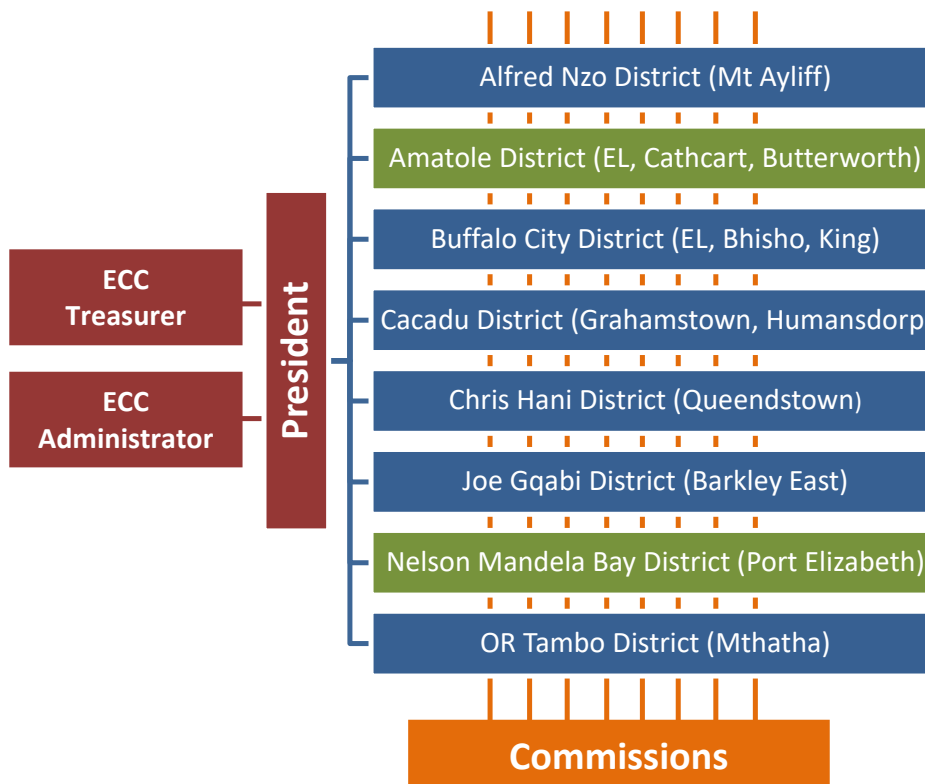 ECC
Treasurer
ECC
Administrator
President
Alfred Nzo District (Mt Ayliff)
Amatole District (EL, Cathcart, Butterworth)
Buffalo City District (EL, Bhisho, King)
Cacadu District (Grahamstown, Humansdorp
Chris Hani District (Queendstown)
Joe Gqabi District (Barkley East)
Nelson Mandela Bay District (Port Elizabeth)
OR Tambo District (Mthatha)
Commissions